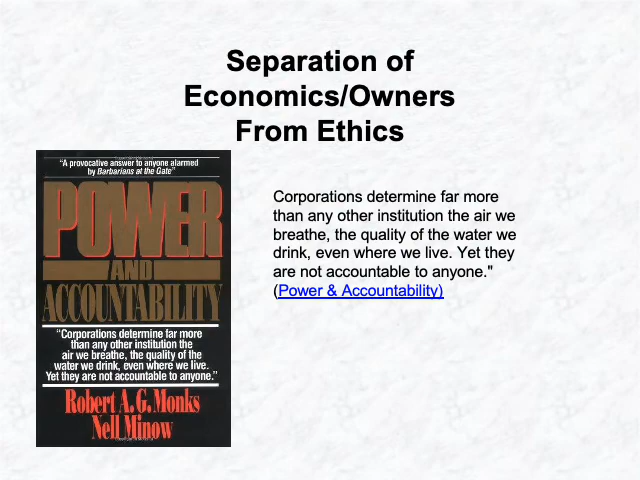 Separation of
Economics/Owners
From Ethics
"A provocative answer to anyone alarmed
by Barbarians at the Gate"
POWER
AND
ACCOUNTABILITY
"Corporations determine far more
than any other institution the
air we breathe, the quality of the
water we drink, even where we live.
Yet they are not accountable to anyone."
Robert A.G. Monks
Nell Minow
Corporations determine far more
than any other institution the air we
breathe, the quality of the water we
drink, even where we live. Yet they
are not accountable to anyone."
(Power & Accountability)